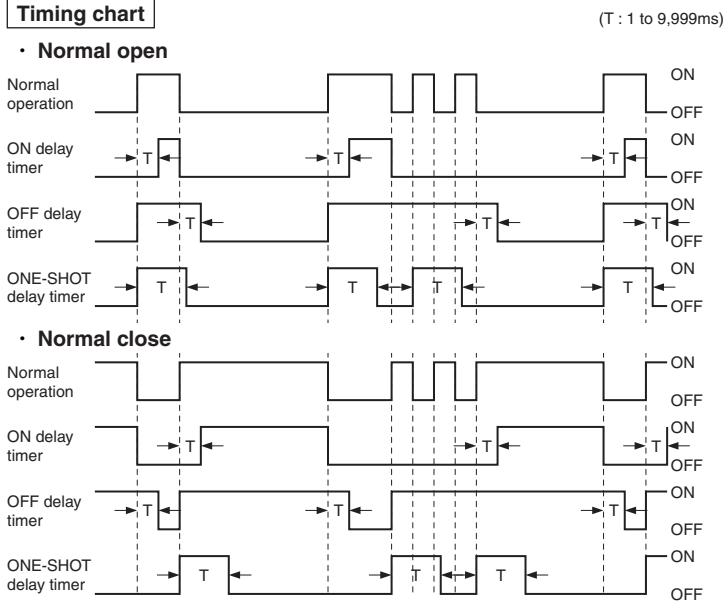 Timing chart
(T : 1 to 9,999ms)
・ Normal open
Normal
operation
ON
OFF
ON delay
timer
T
T
T
ON
OFF
OFF delay
timer
T
T
T
ON
OFF
ONE-SHOT
delay timer
T
T
T
T
ON
OFF
・ Normal close
Normal
operation
ON
OFF
ON delay
timer
T
T
T
ON
OFF
OFF delay
timer
T
T
T
ON
OFF
ONE-SHOT
delay timer
T
T
T
ON
OFF